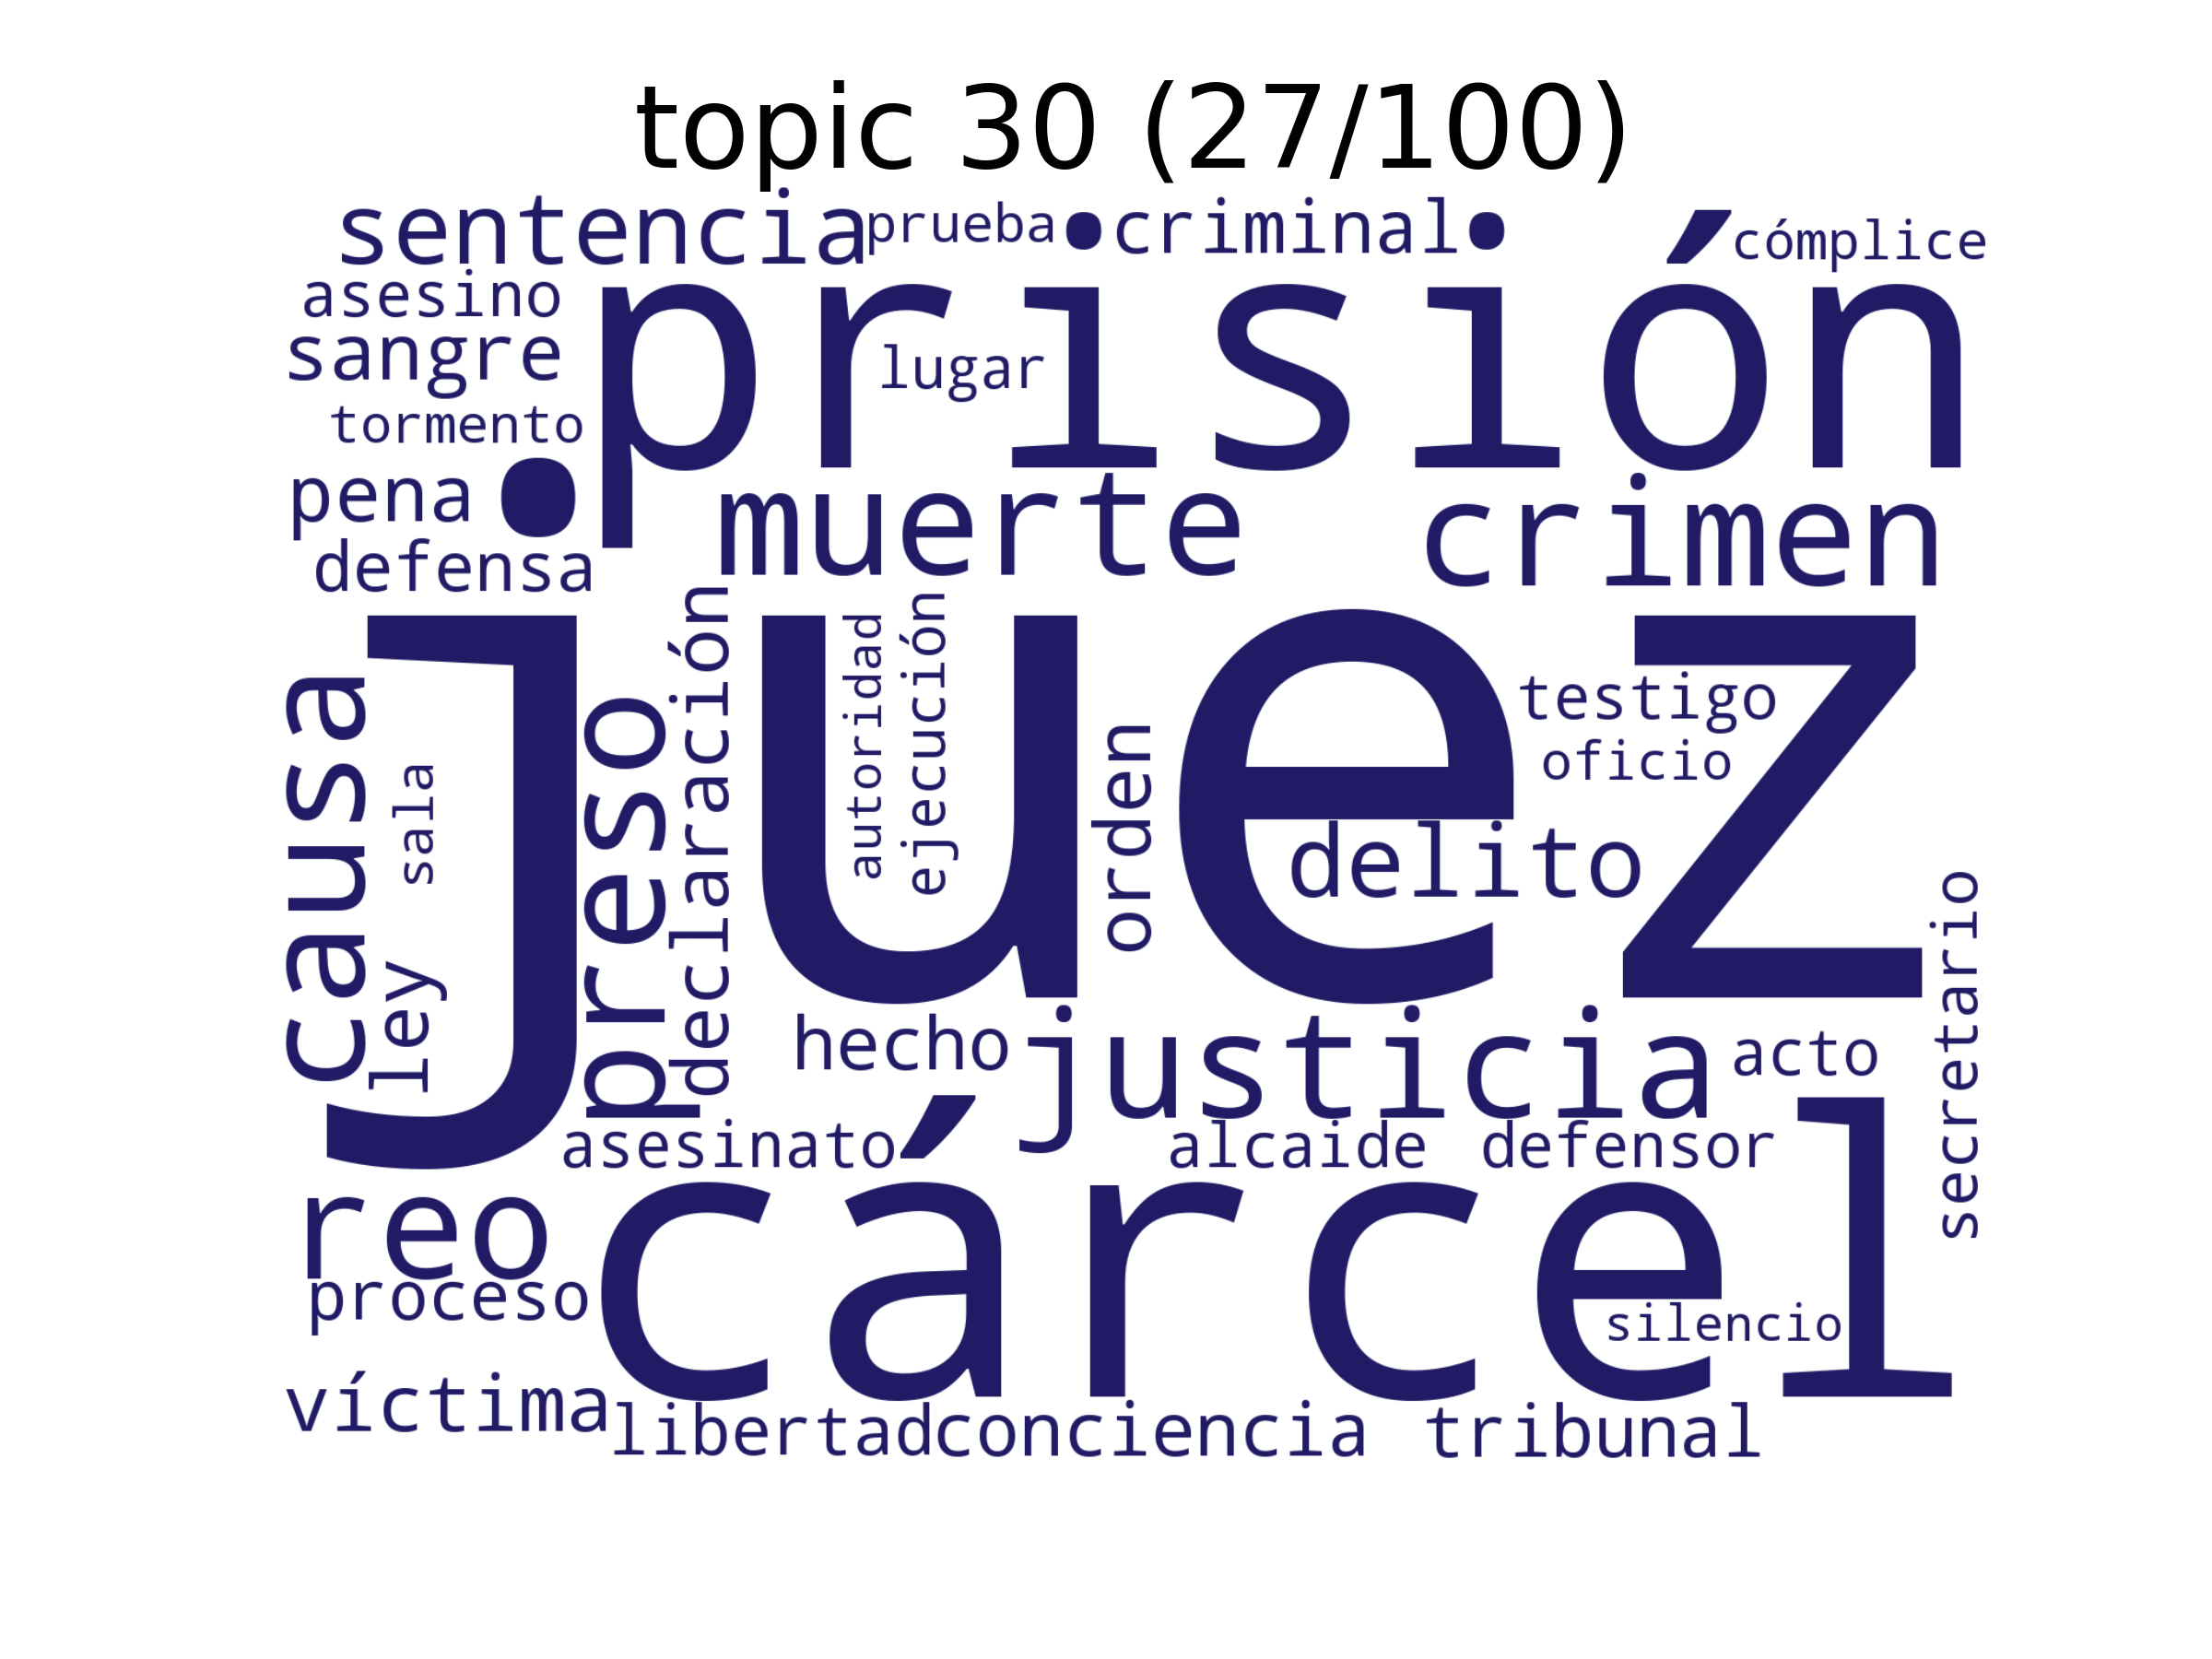 topic 30 (27/100)
sentencia
prueba
criminal
cómplice
asesino
prisión
sangre
lugar
tormento
pena
muerte
crimen
defensa
juez
causa
ley
sala
preso
declaración
autoridad
ejecución
orden
testigo
oficio
delito
secretario
hecho
justicia
acto
asesinato
alcaide
defensor
reo
cárcel
proceso
silencio
víctima
libertad
conciencia
tribunal